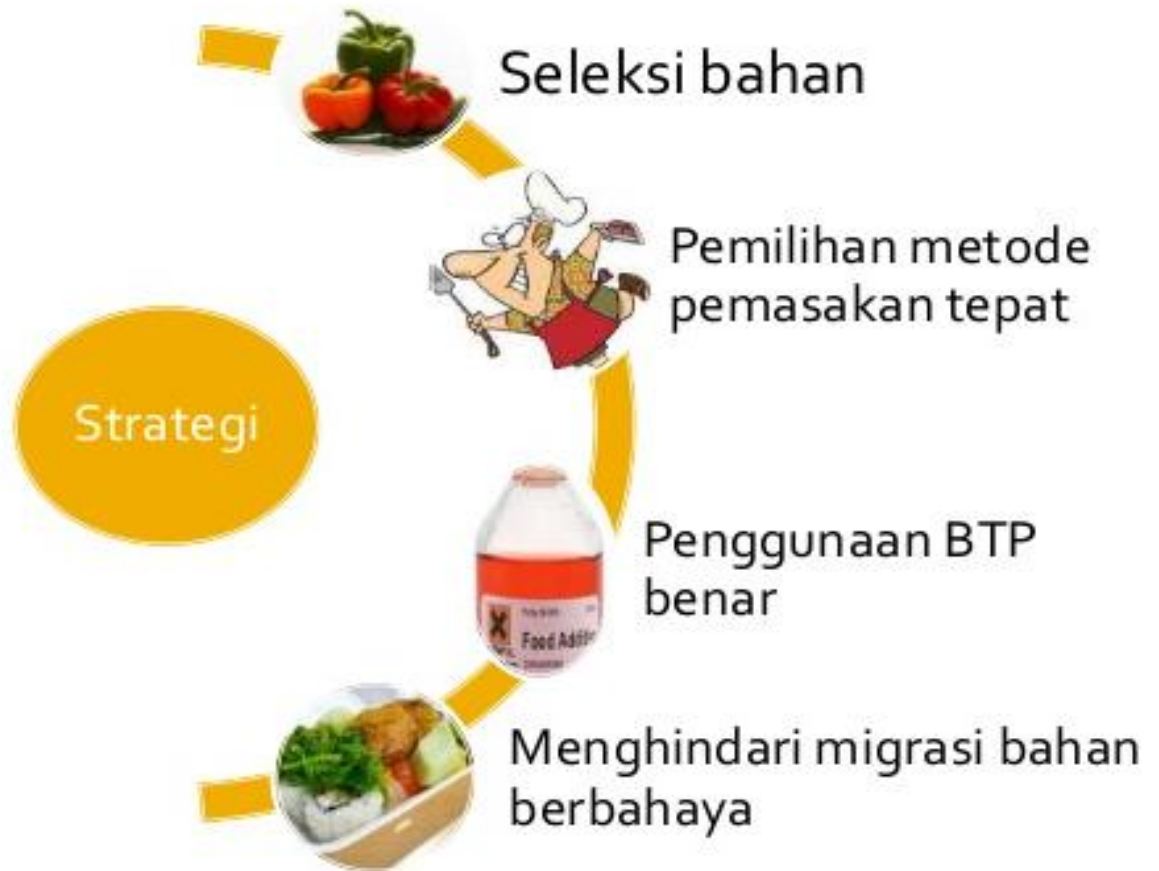 Seleksi bahan
Pemilihan metode
pemasakan tepat
Strategi
Penggunaan BTP
benar
Food Additi
Menghindari migrasi bahan
berbahaya